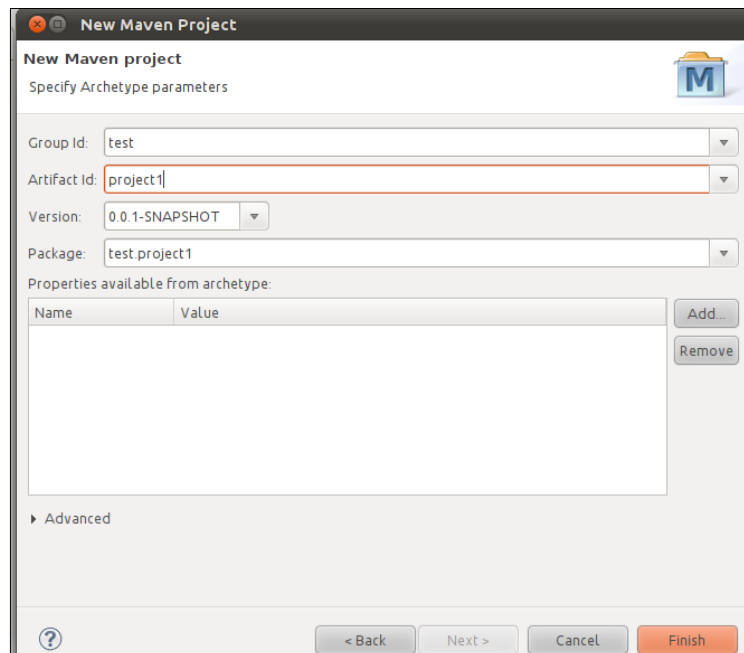 New Maven Project
New Maven project
Specify Archetype parameters
M
Group Id: test
Artifact Id: project1
Version: 0.0.1-SNAPSHOT
Package: test.project1
Properties available from archetype:
Name Value
Add...
Remove
Advanced
? < Back Next > Cancel Finish